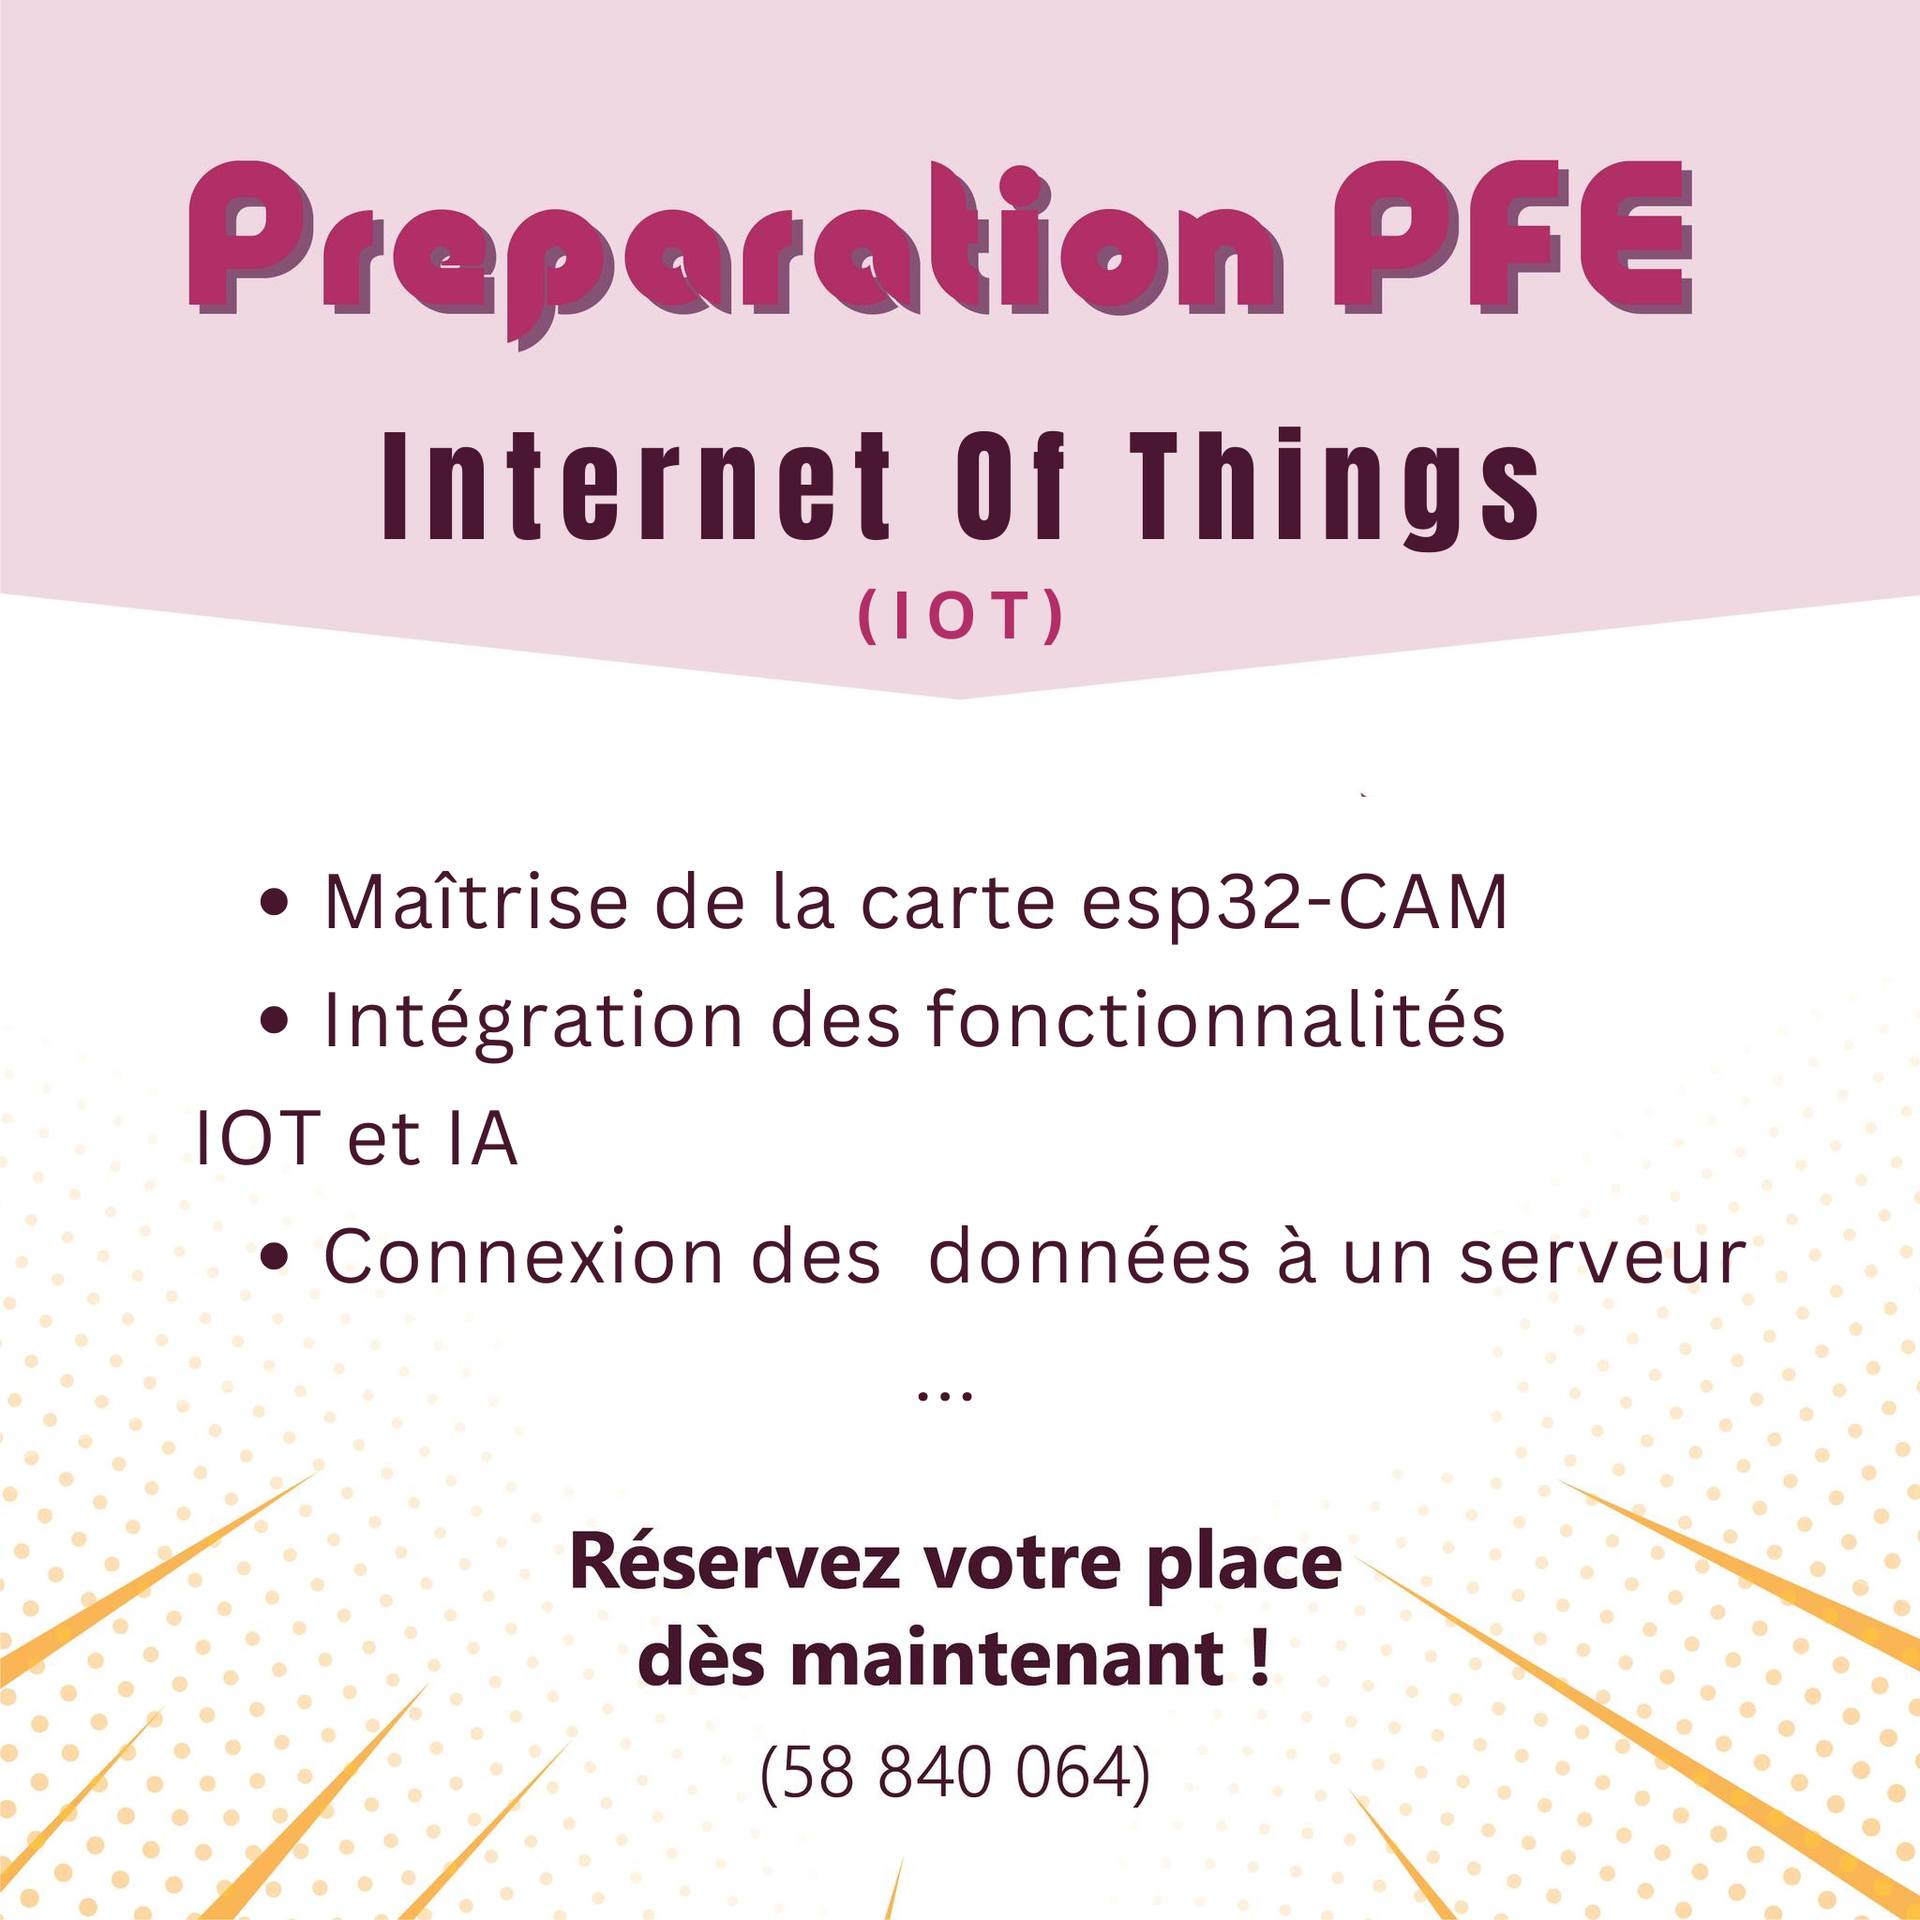 Preparation PFE
Internet Of Things
(IOT)
• Maîtrise de la carte esp32-CAM
• Intégration des fonctionnalités
IOT et IA
• Connexion des  données à un serveur
...
Réservez votre place
dès maintenant !
(58 840 064)